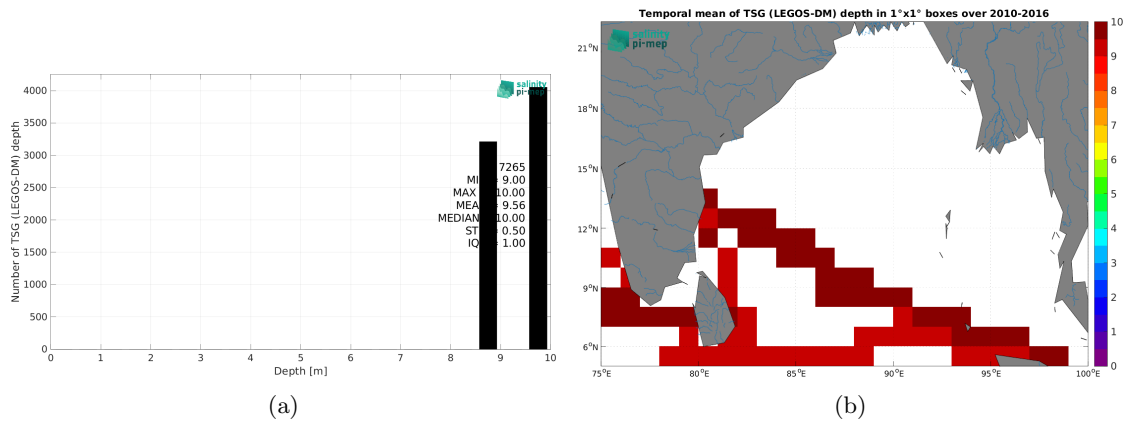 Temporal mean of TSG (LEGOS-DM) depth in 1°x1° boxes over 2010-2016
salinity
pi-mep
Number of TSG (LEGOS-DM) depth
4000
3500
3000
2500
2000
1500
1000
500
0
7265
= 9.00
MAX 10.00
= 9.56
MEDIAN 10.00
= 0.50
= 1.00
0 1 2 3 4 5 6 7 8 9 10
Depth [m]
(a)
salinity
pi-mep
21°N
18°N
15°N
12°N
9°N
6°N
75°E 80°E 85°E 90°E 95°E 100°E
10
9
8
7
6
5
4
3
2
1
0
(b)